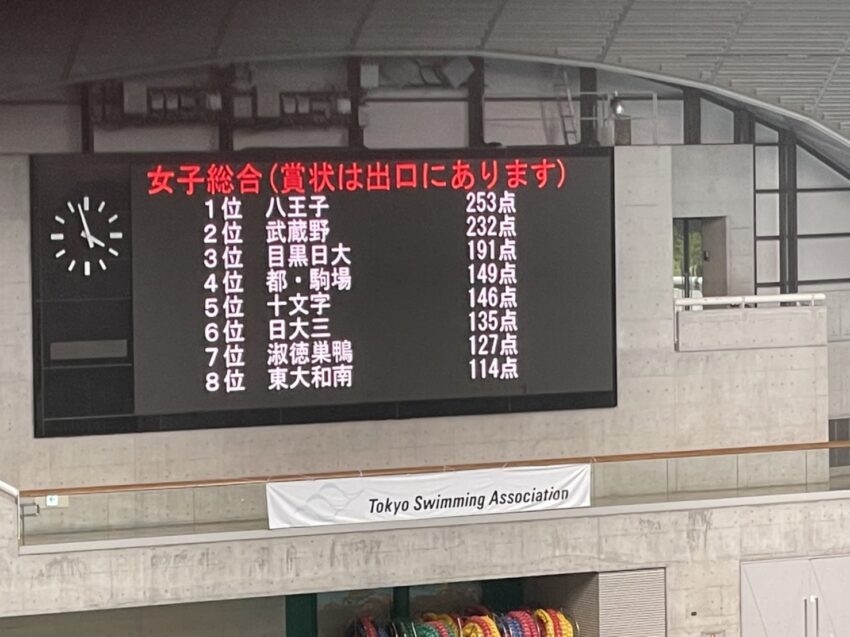 女子総合(賞状は出口にあります)
1位 八王子 253点
2位 武蔵野 232点
3位 目黒日大 191点
4位 都・駒場 149点
5位 十文字 146点
6位 日大三 135点
7位 淑徳巣鴨 127点
8位 東大和南 114点
Tokyo Swimming Association